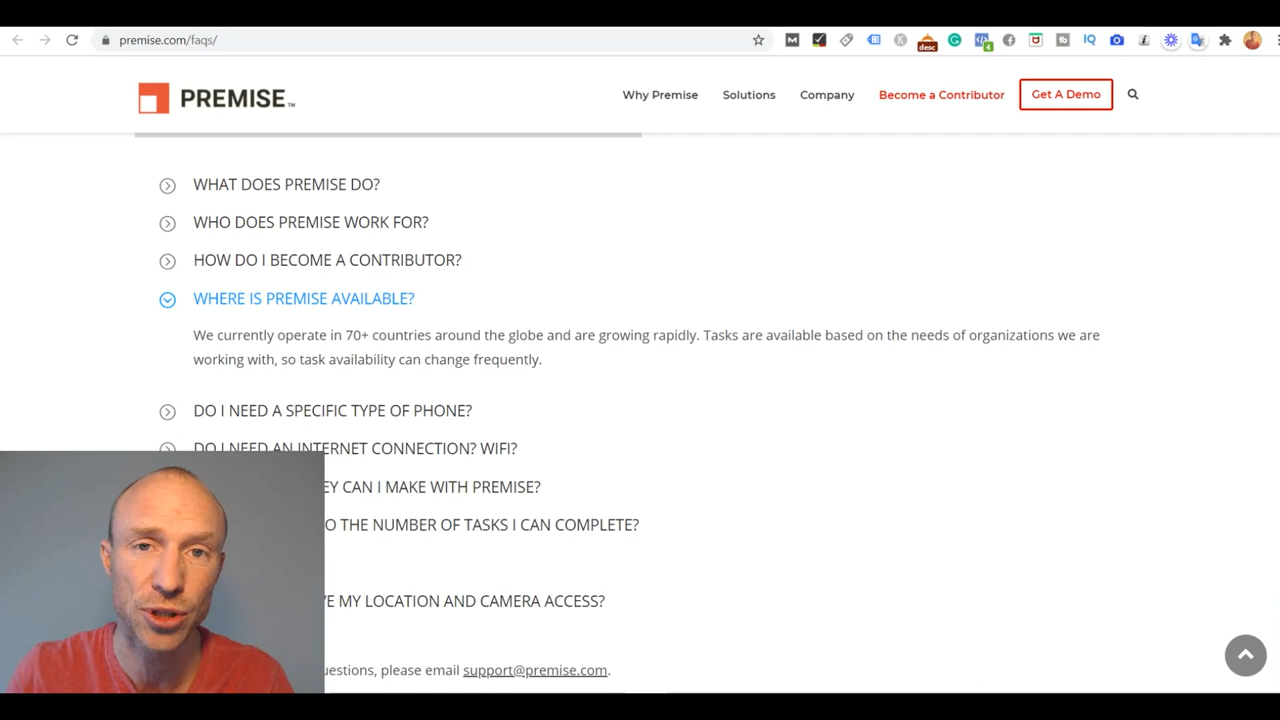 premise.com/faqs/
desc
4
PREMISE™
Why Premise
Solutions
Company
Become a Contributor
Get A Demo
WHAT DOES PREMISE DO?
WHO DOES PREMISE WORK FOR?
HOW DO I BECOME A CONTRIBUTOR?
WHERE IS PREMISE AVAILABLE?
We currently operate in 70+ countries around the globe and are growing rapidly. Tasks are available based on the needs of organizations we are
working with, so task availability can change frequently.
DO I NEED A SPECIFIC TYPE OF PHONE?
DO I NEED AN INTERNET CONNECTION? WIFI?
EY CAN I MAKE WITH PREMISE?
O THE NUMBER OF TASKS I CAN COMPLETE?
E MY LOCATION AND CAMERA ACCESS?
uestions, please email support@premise.com.